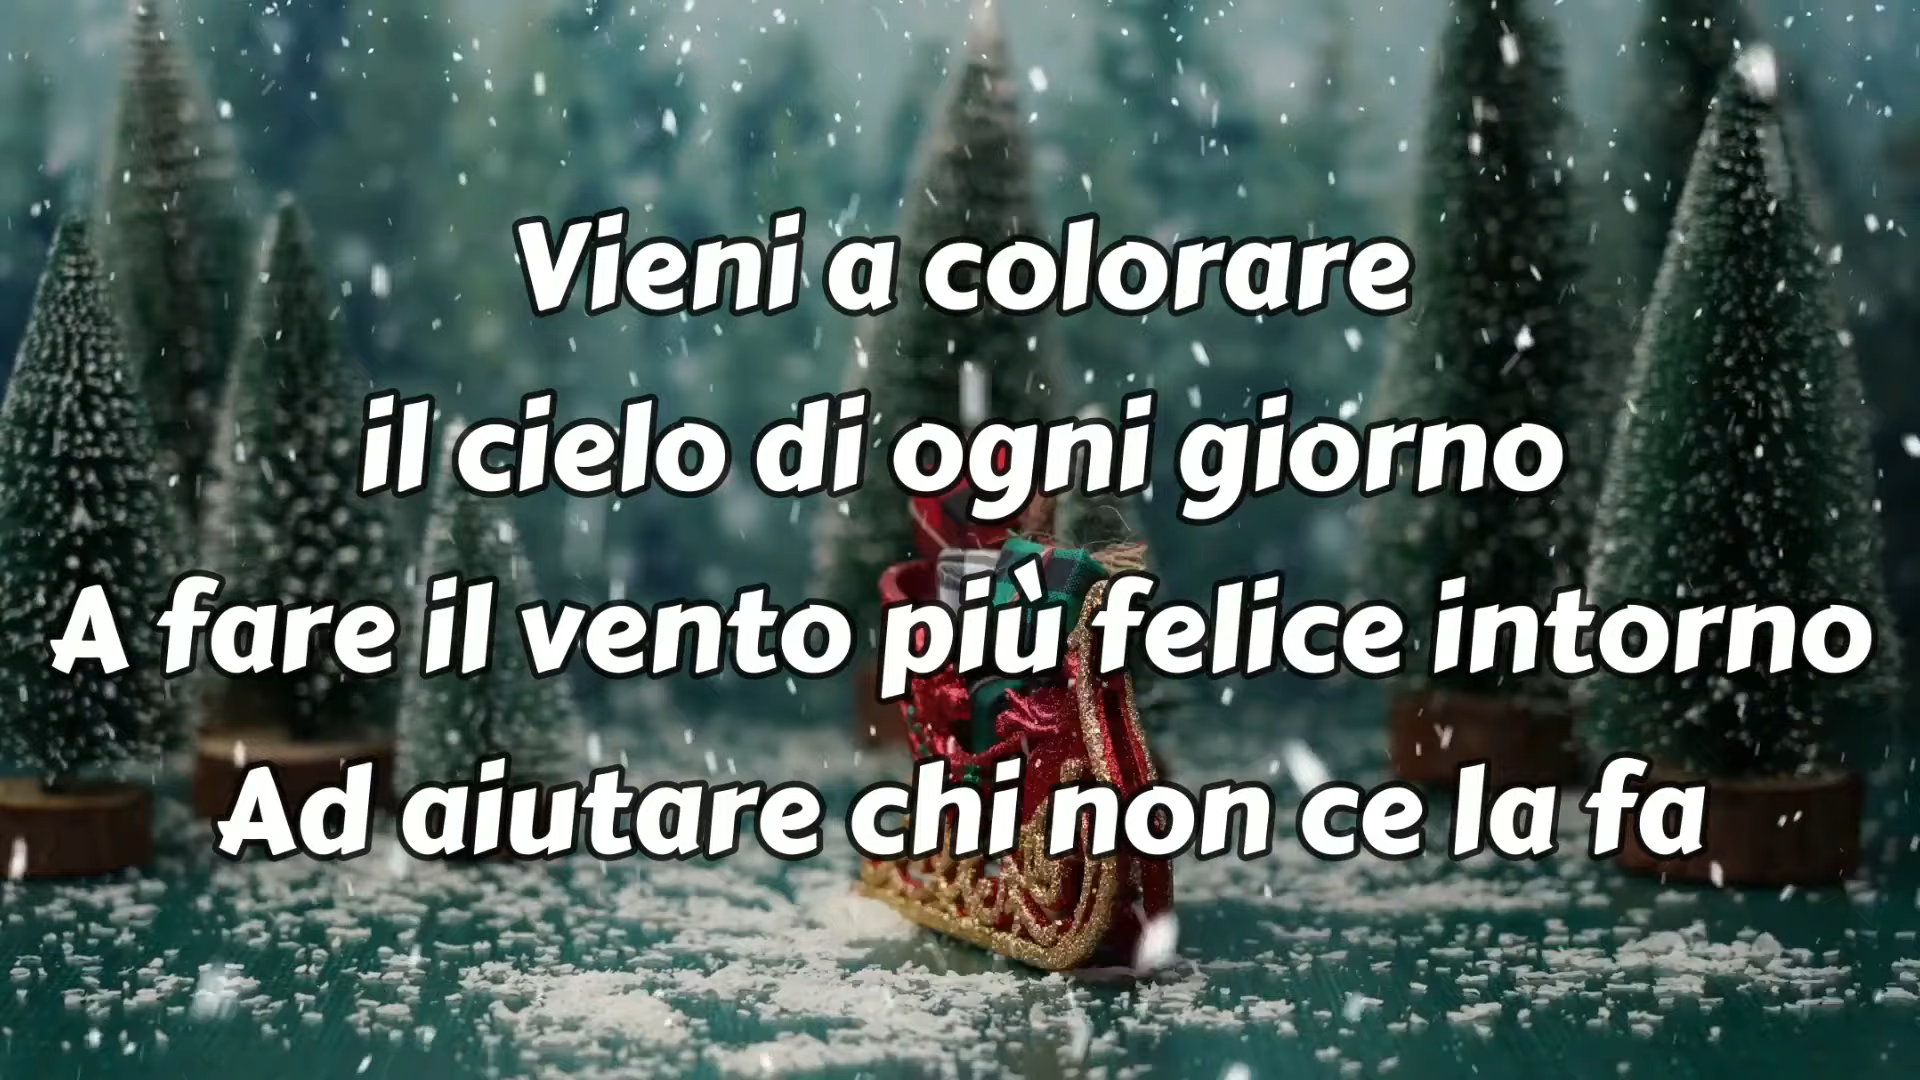 Vieni a colorare
il cielo di ogni giorno
A fare il vento più felice intorno
Ad aiutare chi non ce la fa